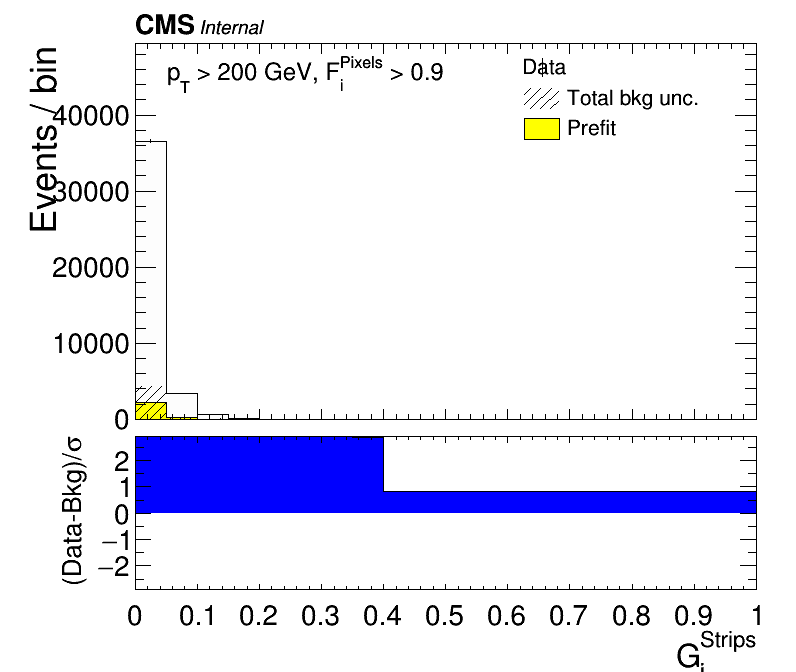 CMS Internal
p_T > 200 GeV, F_i^Pixels > 0.9
Data
Total bkg unc.
Prefit
Events / bin
40000
30000
20000
10000
0
(Data-Bkg)/σ
2
1
0
−1
−2
0 0.1 0.2 0.3 0.4 0.5 0.6 0.7 0.8 0.9 1
G_i^Strips